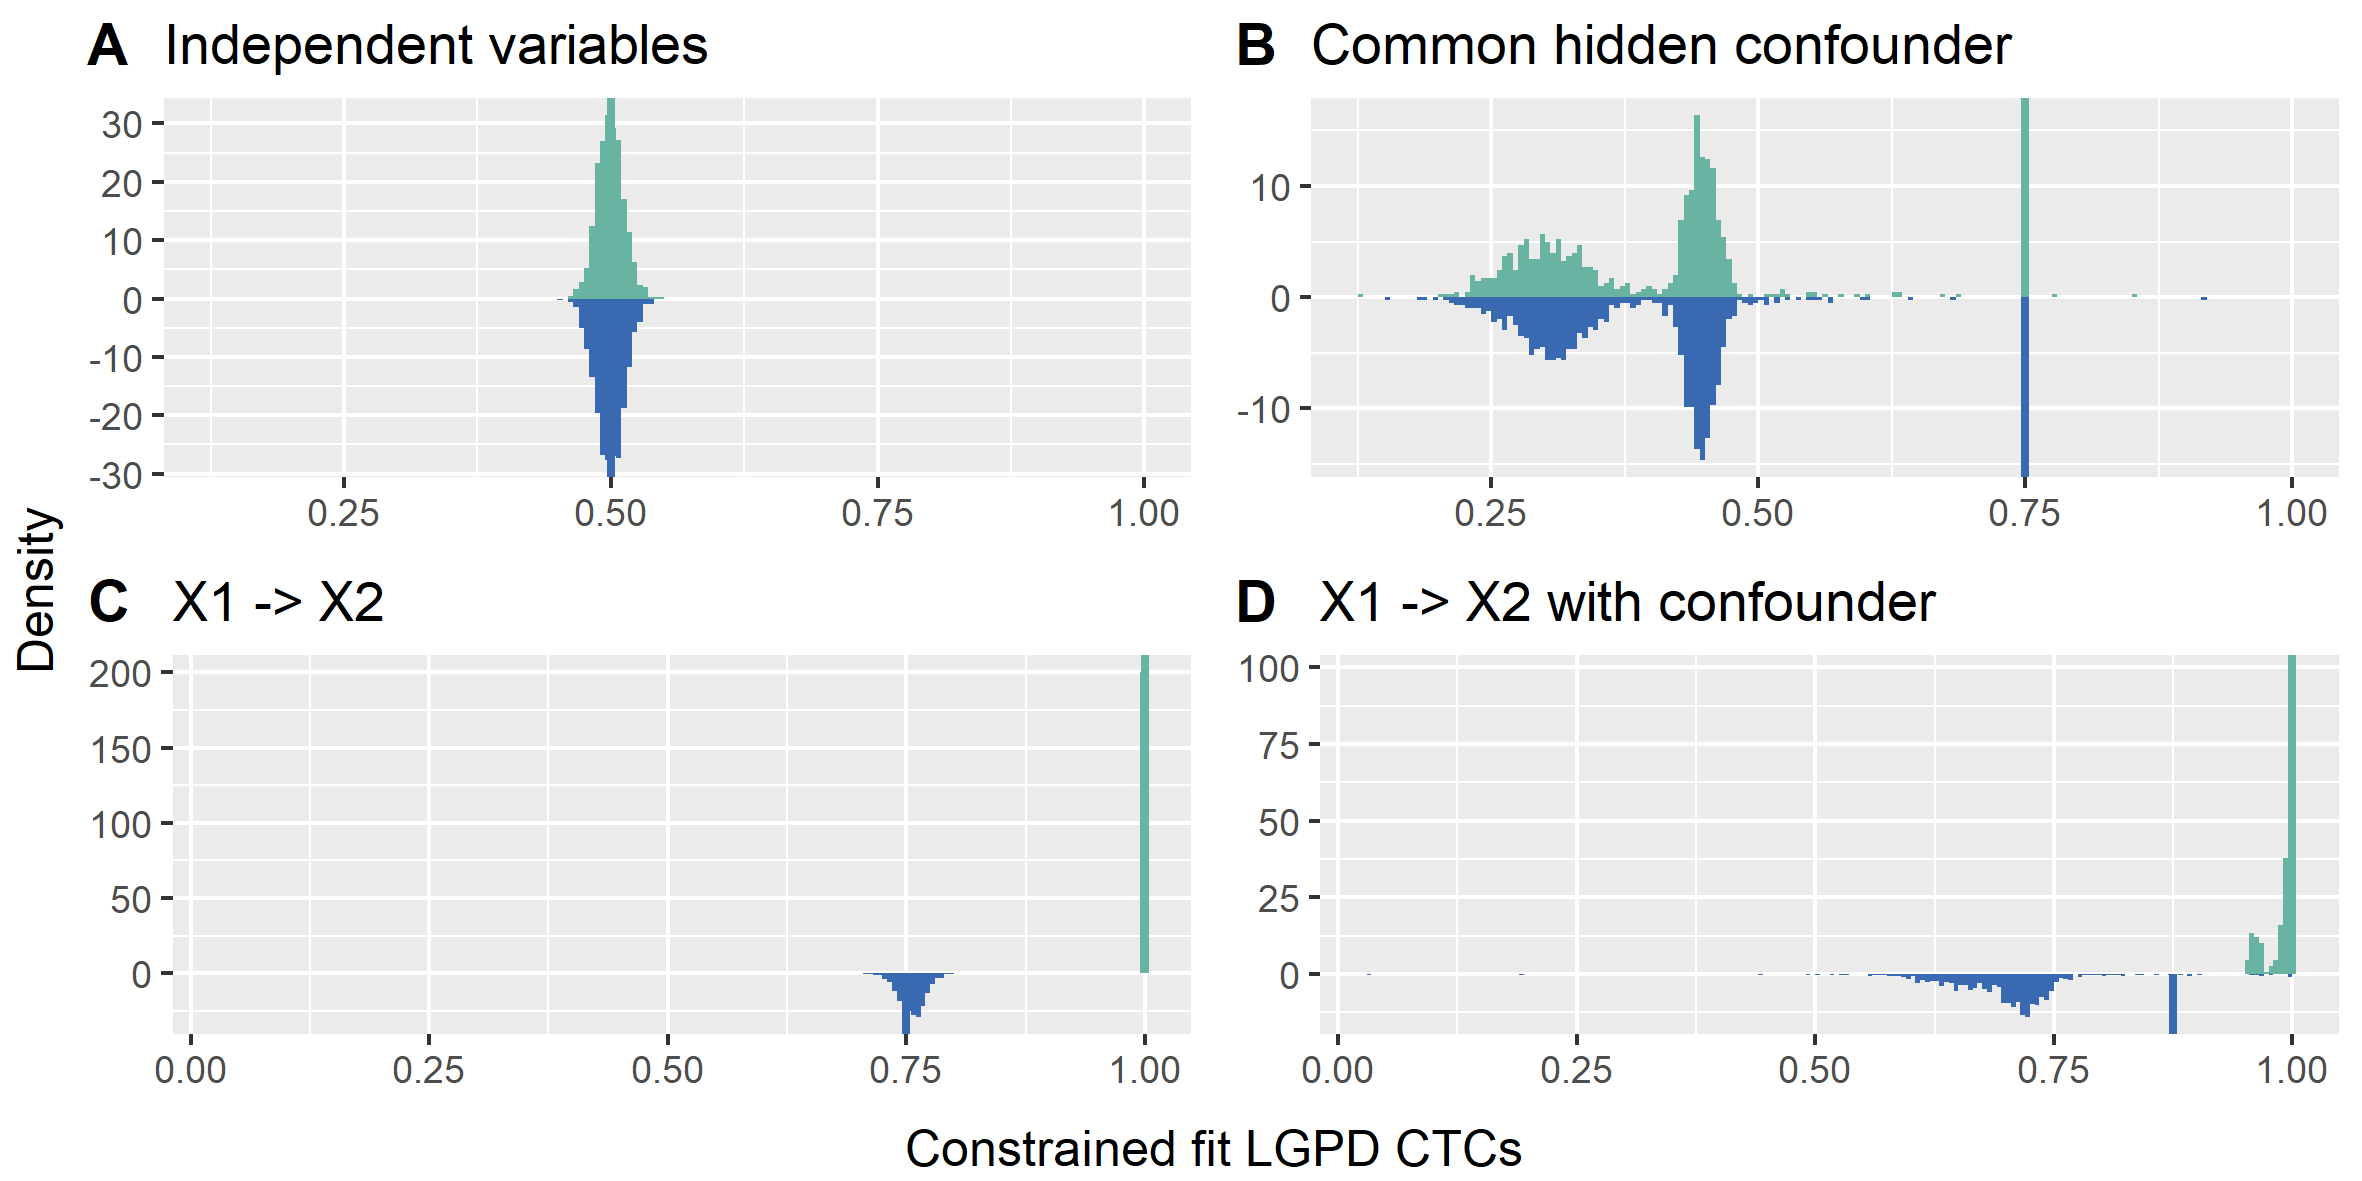 A Independent variables
30
20
10
0
-10
-20
-30
0.25 0.50 0.75 1.00
B Common hidden confounder
10
0
-10
0.25 0.50 0.75 1.00
Density
C X1 -> X2
200
150
100
50
0
0.00 0.25 0.50 0.75 1.00
D X1 -> X2 with confounder
100
75
50
25
0
0.00 0.25 0.50 0.75 1.00
Constrained fit LGPD CTCs